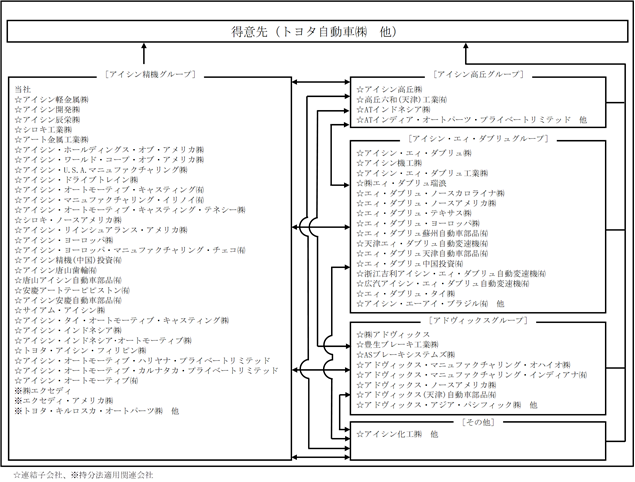 得意先（トヨタ自動車㈱　他）
［アイシン精機グループ］
当社
☆アイシン軽金属㈱
☆アイシン開発㈱
☆アイシン辰栄㈱
☆シロキ工業㈱
☆アート金属工業㈱
☆アイシン・ホールディングス・オブ・アメリカ㈱
☆アイシン・ワールド・コープ・オブ・アメリカ㈱
☆アイシン・U.S.A.マニュファクチャリング㈱
☆アイシン・ドライブトレイン㈱
☆アイシン・オートモーティブ・キャスティング㈲
☆アイシン・マニュファクチャリング・イリノイ㈲
☆アイシン・オートモーティブ・キャスティング・テネシー㈱
☆シロキ・ノースアメリカ㈱
☆アイシン・リインシュアランス・アメリカ㈱
☆アイシン・ヨーロッパ㈱
☆アイシン・ヨーロッパ・マニュファクチャリング・チェコ㈲
☆アイシン精機(中国)投資㈲
☆アイシン唐山歯輪㈲
☆唐山アイシン自動車部品㈲
☆安慶アートテーピピストン㈲
☆アイシン安慶自動車部品㈲
☆サイアム・アイシン㈱
☆アイシン・タイ・オートモーティブ・キャスティング㈱
☆アイシン・インドネシア㈱
☆アイシン・インドネシア・オートモーティブ㈱
☆トヨタ・アイシン・フィリピン㈱
☆アイシン・オートモーティブ・ハリヤナ・プライベートリミテッド
☆アイシン・オートモーティブ・カルナタカ・プライベートリミテッド
☆アイシン・オートモーティブ㈲
※㈱エクセディ
※エクセディ・アメリカ㈱
※トヨタ・キルロスカ・オートパーツ㈱　他
［アイシン高丘グループ］
☆アイシン高丘㈱
☆高丘六和(天津)工業㈲
☆ATインドネシア㈱
☆ATインディア・オートパーツ・プライベートリミテッド　他
［アイシン・エィ・ダブリュグループ］
☆アイシン・エィ・ダブリュ㈱
☆アイシン機工㈱
☆アイシン・エィ・ダブリュ工業㈱
☆㈱エィ・ダブリュ瑞浪
☆エィ・ダブリュ・ノースカロライナ㈱
☆エィ・ダブリュ・ノースアメリカ㈱
☆エィ・ダブリュ・テキサス㈱
☆エィ・ダブリュ・ヨーロッパ㈱
☆エィ・ダブリュ蘇州自動車部品㈲
☆天津エィ・ダブリュ自動変速機㈲
☆エィ・ダブリュ天津自動車部品㈲
☆エィ・ダブリュ中国投資㈲
☆浙江吉利アイシン・エィ・ダブリュ自動変速機㈲
☆広汽アイシン・エィ・ダブリュ自動変速機㈲
☆エィ・ダブリュ・タイ㈱
☆アイシン・エーアイ・ブラジル㈲　他
［アドヴィックスグループ］
☆㈱アドヴィックス
☆豊生ブレーキ工業㈱
☆ASブレーキシステムズ㈱
☆アドヴィックス・マニュファクチャリング・オハイオ㈱
☆アドヴィックス・マニュファクチャリング・インディアナ㈲
☆アドヴィックス・ノースアメリカ㈱
☆アドヴィックス(天津)自動車部品㈲
☆アドヴィックス・アジア・パシフィック㈱　他
［その他］
☆アイシン化工㈱　他
☆連結子会社、※持分法適用関連会社